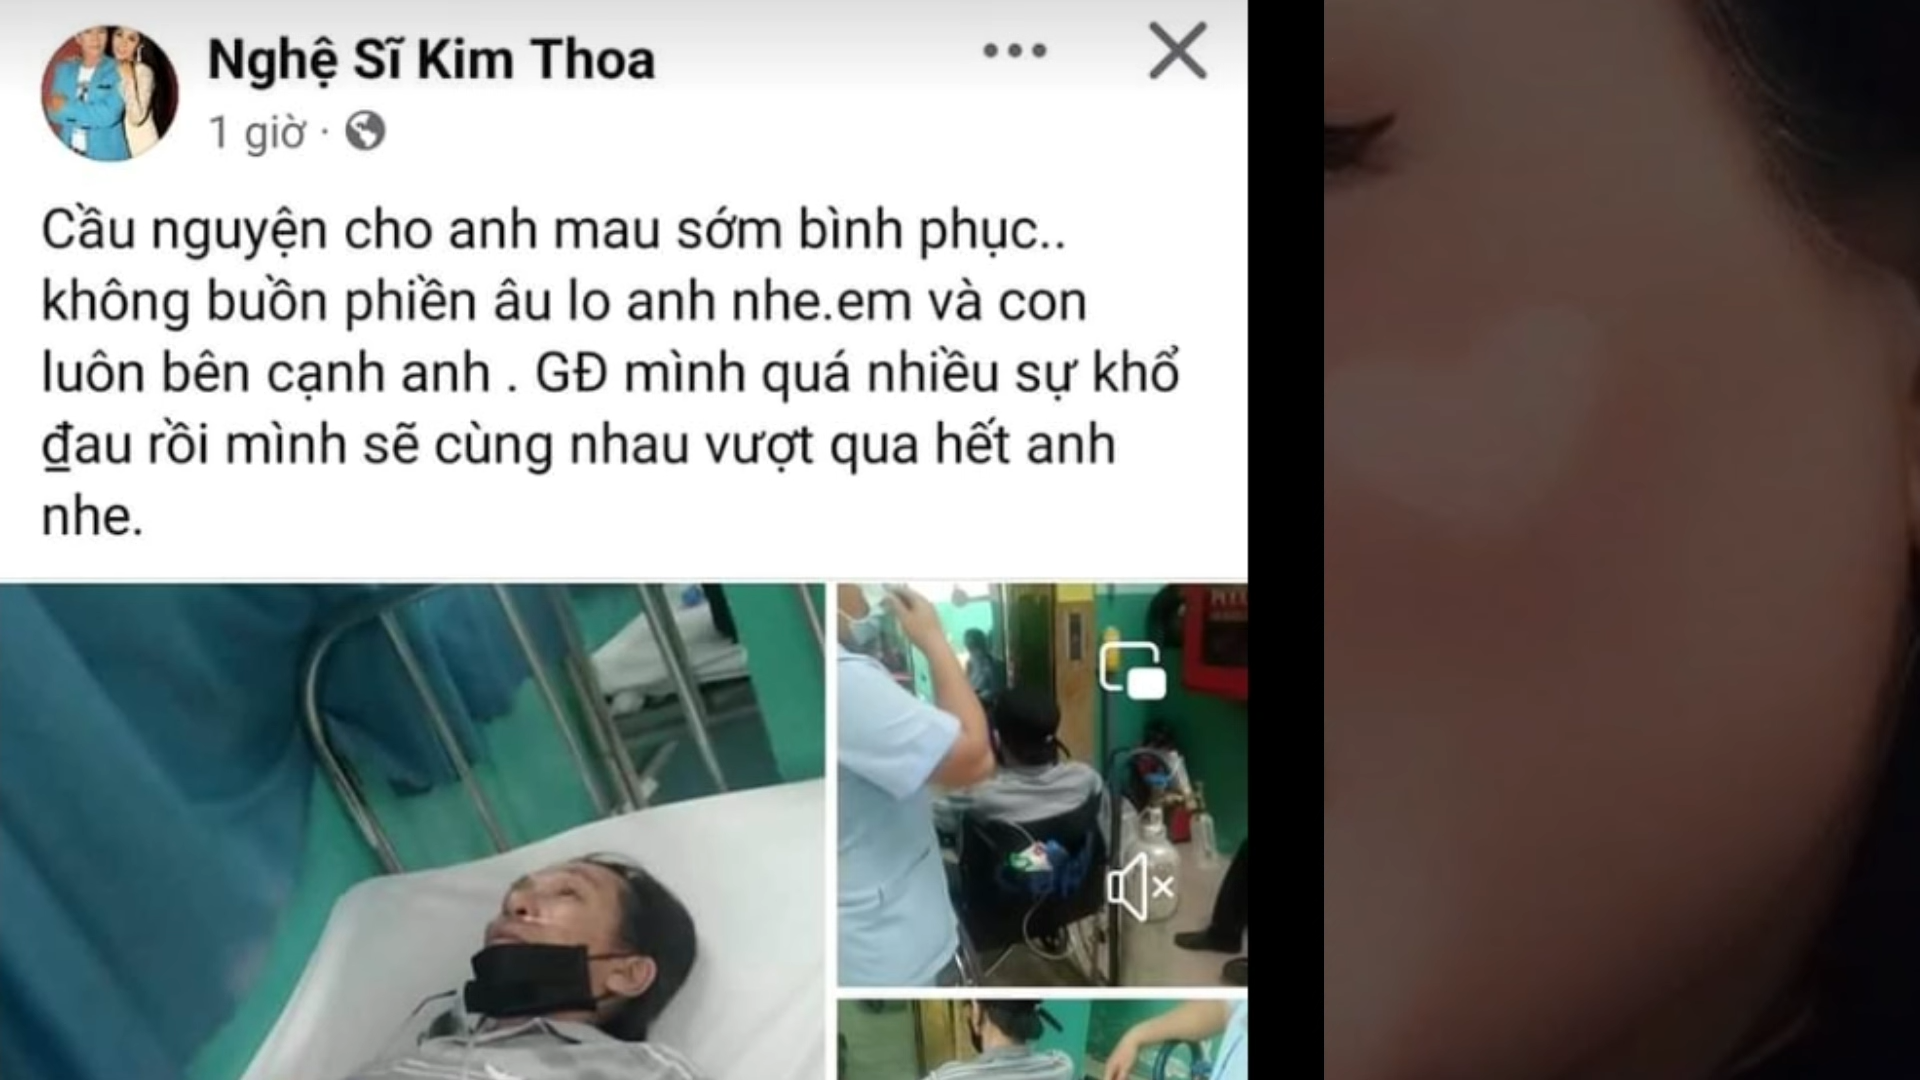 Nghệ Sĩ Kim Thoa
1 giờ ·
Cầu nguyện cho anh mau sớm bình phục..
không buồn phiền âu lo anh nhe.em và con
luôn bên cạnh anh . GĐ mình quá nhiều sự khổ
đau rồi mình sẽ cùng nhau vượt qua hết anh
nhe.